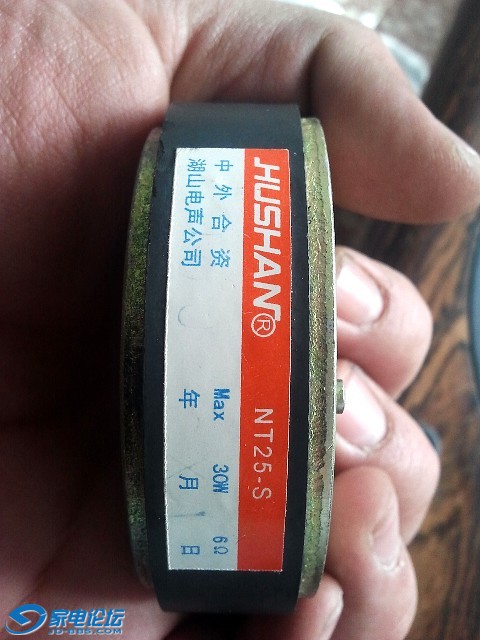 HUSHAN® NT25-S
中外合资 Max 30W 6Ω
湖山电声公司 年 月 日
家电论坛
JD-BBS.COM